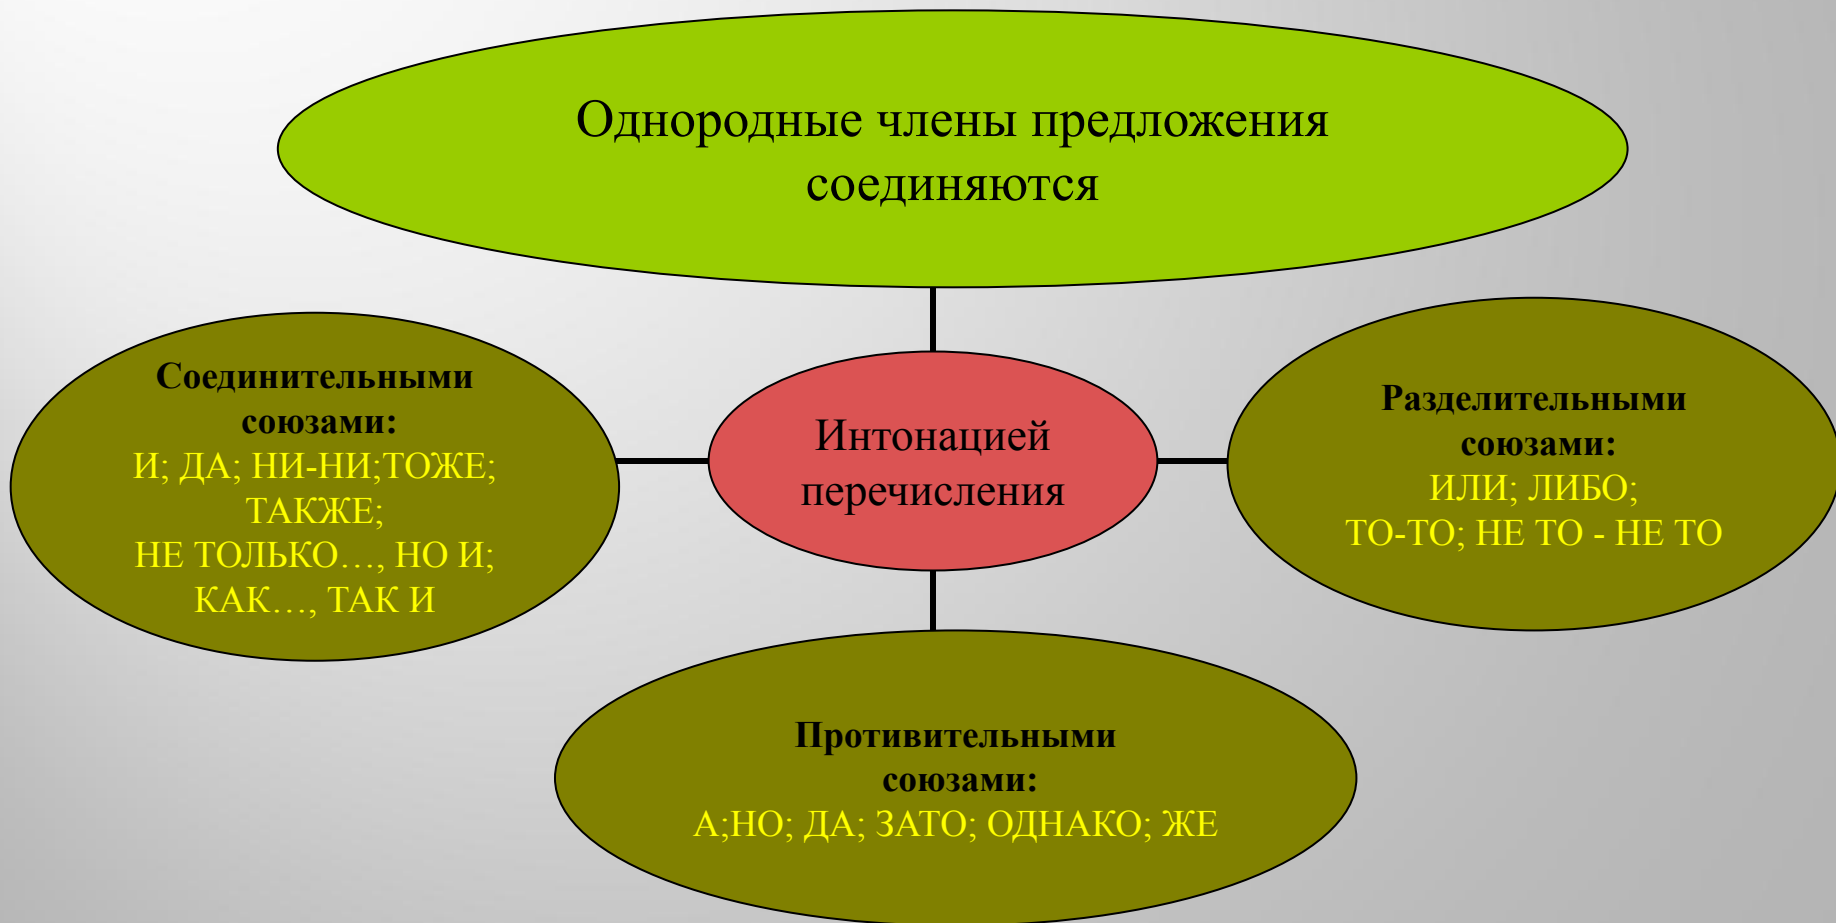 Однородные члены предложения
соединяются
Соединительными
союзами:
И; ДА; НИ-НИ;ТОЖЕ;
ТАКЖЕ;
НЕ ТОЛЬКО…, НО И;
КАК…, ТАК И
Интонацией
перечисления
Разделительными
союзами:
ИЛИ; ЛИБО;
ТО-ТО; НЕ ТО - НЕ ТО
Противительными
союзами:
А;НО; ДА; ЗАТО; ОДНАКО; ЖЕ